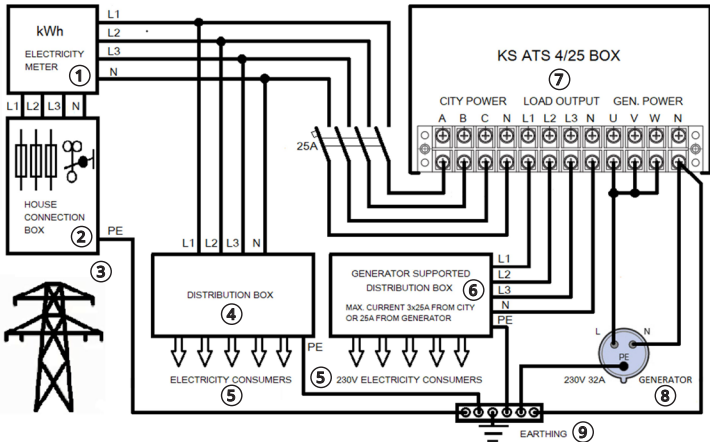 L1
L2
L3
N
kWh
ELECTRICITY
METER
1
L1 L2 L3 N
HOUSE
CONNECTION
BOX
2
PE
3
25A
KS ATS 4/25 BOX
7
CITY POWER LOAD OUTPUT GEN. POWER
A B C N L1 L2 L3 N U V W N
L1 L2 L3 N
DISTRIBUTION BOX
4
PE
ELECTRICITY CONSUMERS
5
GENERATOR SUPPORTED
DISTRIBUTION BOX
6
MAX. CURRENT 3x25A FROM CITY
OR 25A FROM GENERATOR
L1
L2
L3
N
PE
5
230V ELECTRICITY CONSUMERS
L N
PE
230V 32A
GENERATOR
8
EARTHING
9